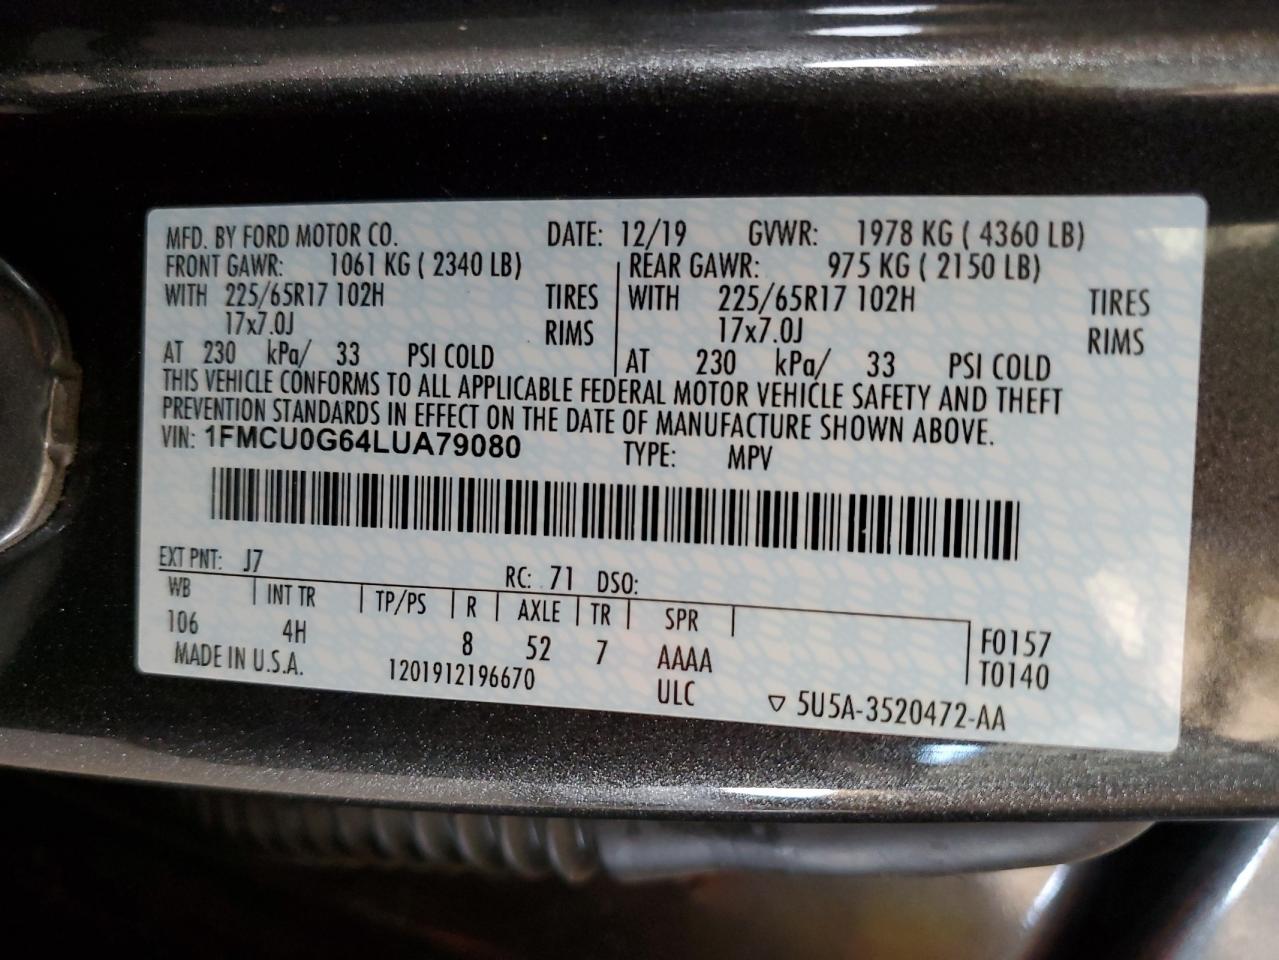 MFD. BY FORD MOTOR CO. DATE: 12/19 GVWR: 1978 KG ( 4360 LB)
FRONT GAWR: 1061 KG ( 2340 LB) REAR GAWR: 975 KG ( 2150 LB)
WITH 225/65R17 102H TIRES WITH 225/65R17 102H TIRES
17x7.0J RIMS 17x7.0J RIMS
AT 230 kPa/ 33 PSI COLD AT 230 kPa/ 33 PSI COLD
THIS VEHICLE CONFORMS TO ALL APPLICABLE FEDERAL MOTOR VEHICLE SAFETY AND THEFT
PREVENTION STANDARDS IN EFFECT ON THE DATE OF MANUFACTURE SHOWN ABOVE.
VIN: 1FMCU0G64LUA79080 TYPE: MPV
EXT PNT: J7 RC: 71 DSO:
WB INT TR TP/PS R AXLE TR SPR
106 4H 8 52 7 AAAA F0157
MADE IN U.S.A. 1201912196670 ULC T0140
▽ 5U5A-3520472-AA